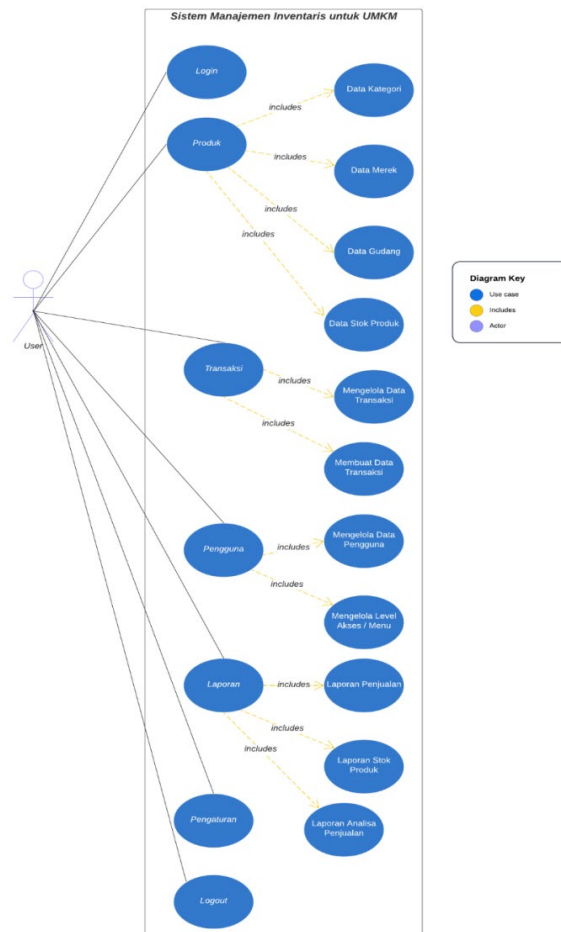 Sistem Manajemen Inventaris untuk UMKM
Login
Data Kategori
includes
Produk
includes
Data Merek
includes
includes
Data Gudang
Diagram Key
Use case
Includes
Actor
User
Data Stok Produk
Transaksi
includes
Mengelola Data
Transaksi
includes
Membuat Data
Transaksi
Pengguna
includes
Mengelola Data
Pengguna
includes
Mengelola Level
Akses / Menu
Laporan
includes
Laporan Penjualan
includes
includes
Laporan Stok
Produk
Pengaturan
Laporan Analisa
Penjualan
Logout